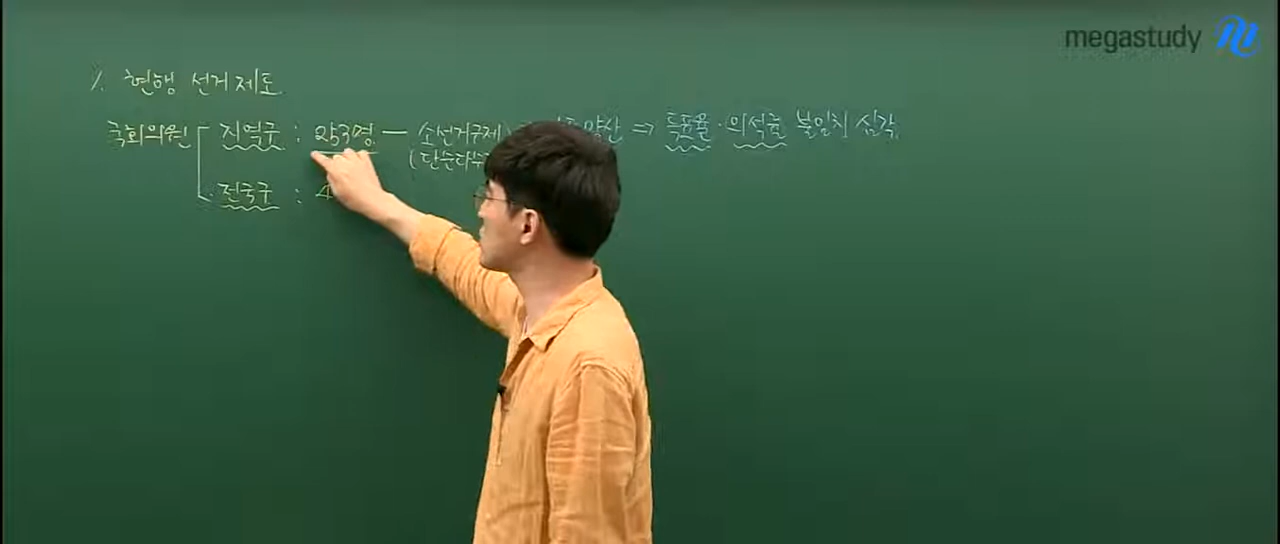 megastudy
1. 현행 선거제도
국회의원 지역구 : 253명 — 소선거구제 ⇒ 득표율·의석률 불일치 심각
(단순다수
전국구 : 4